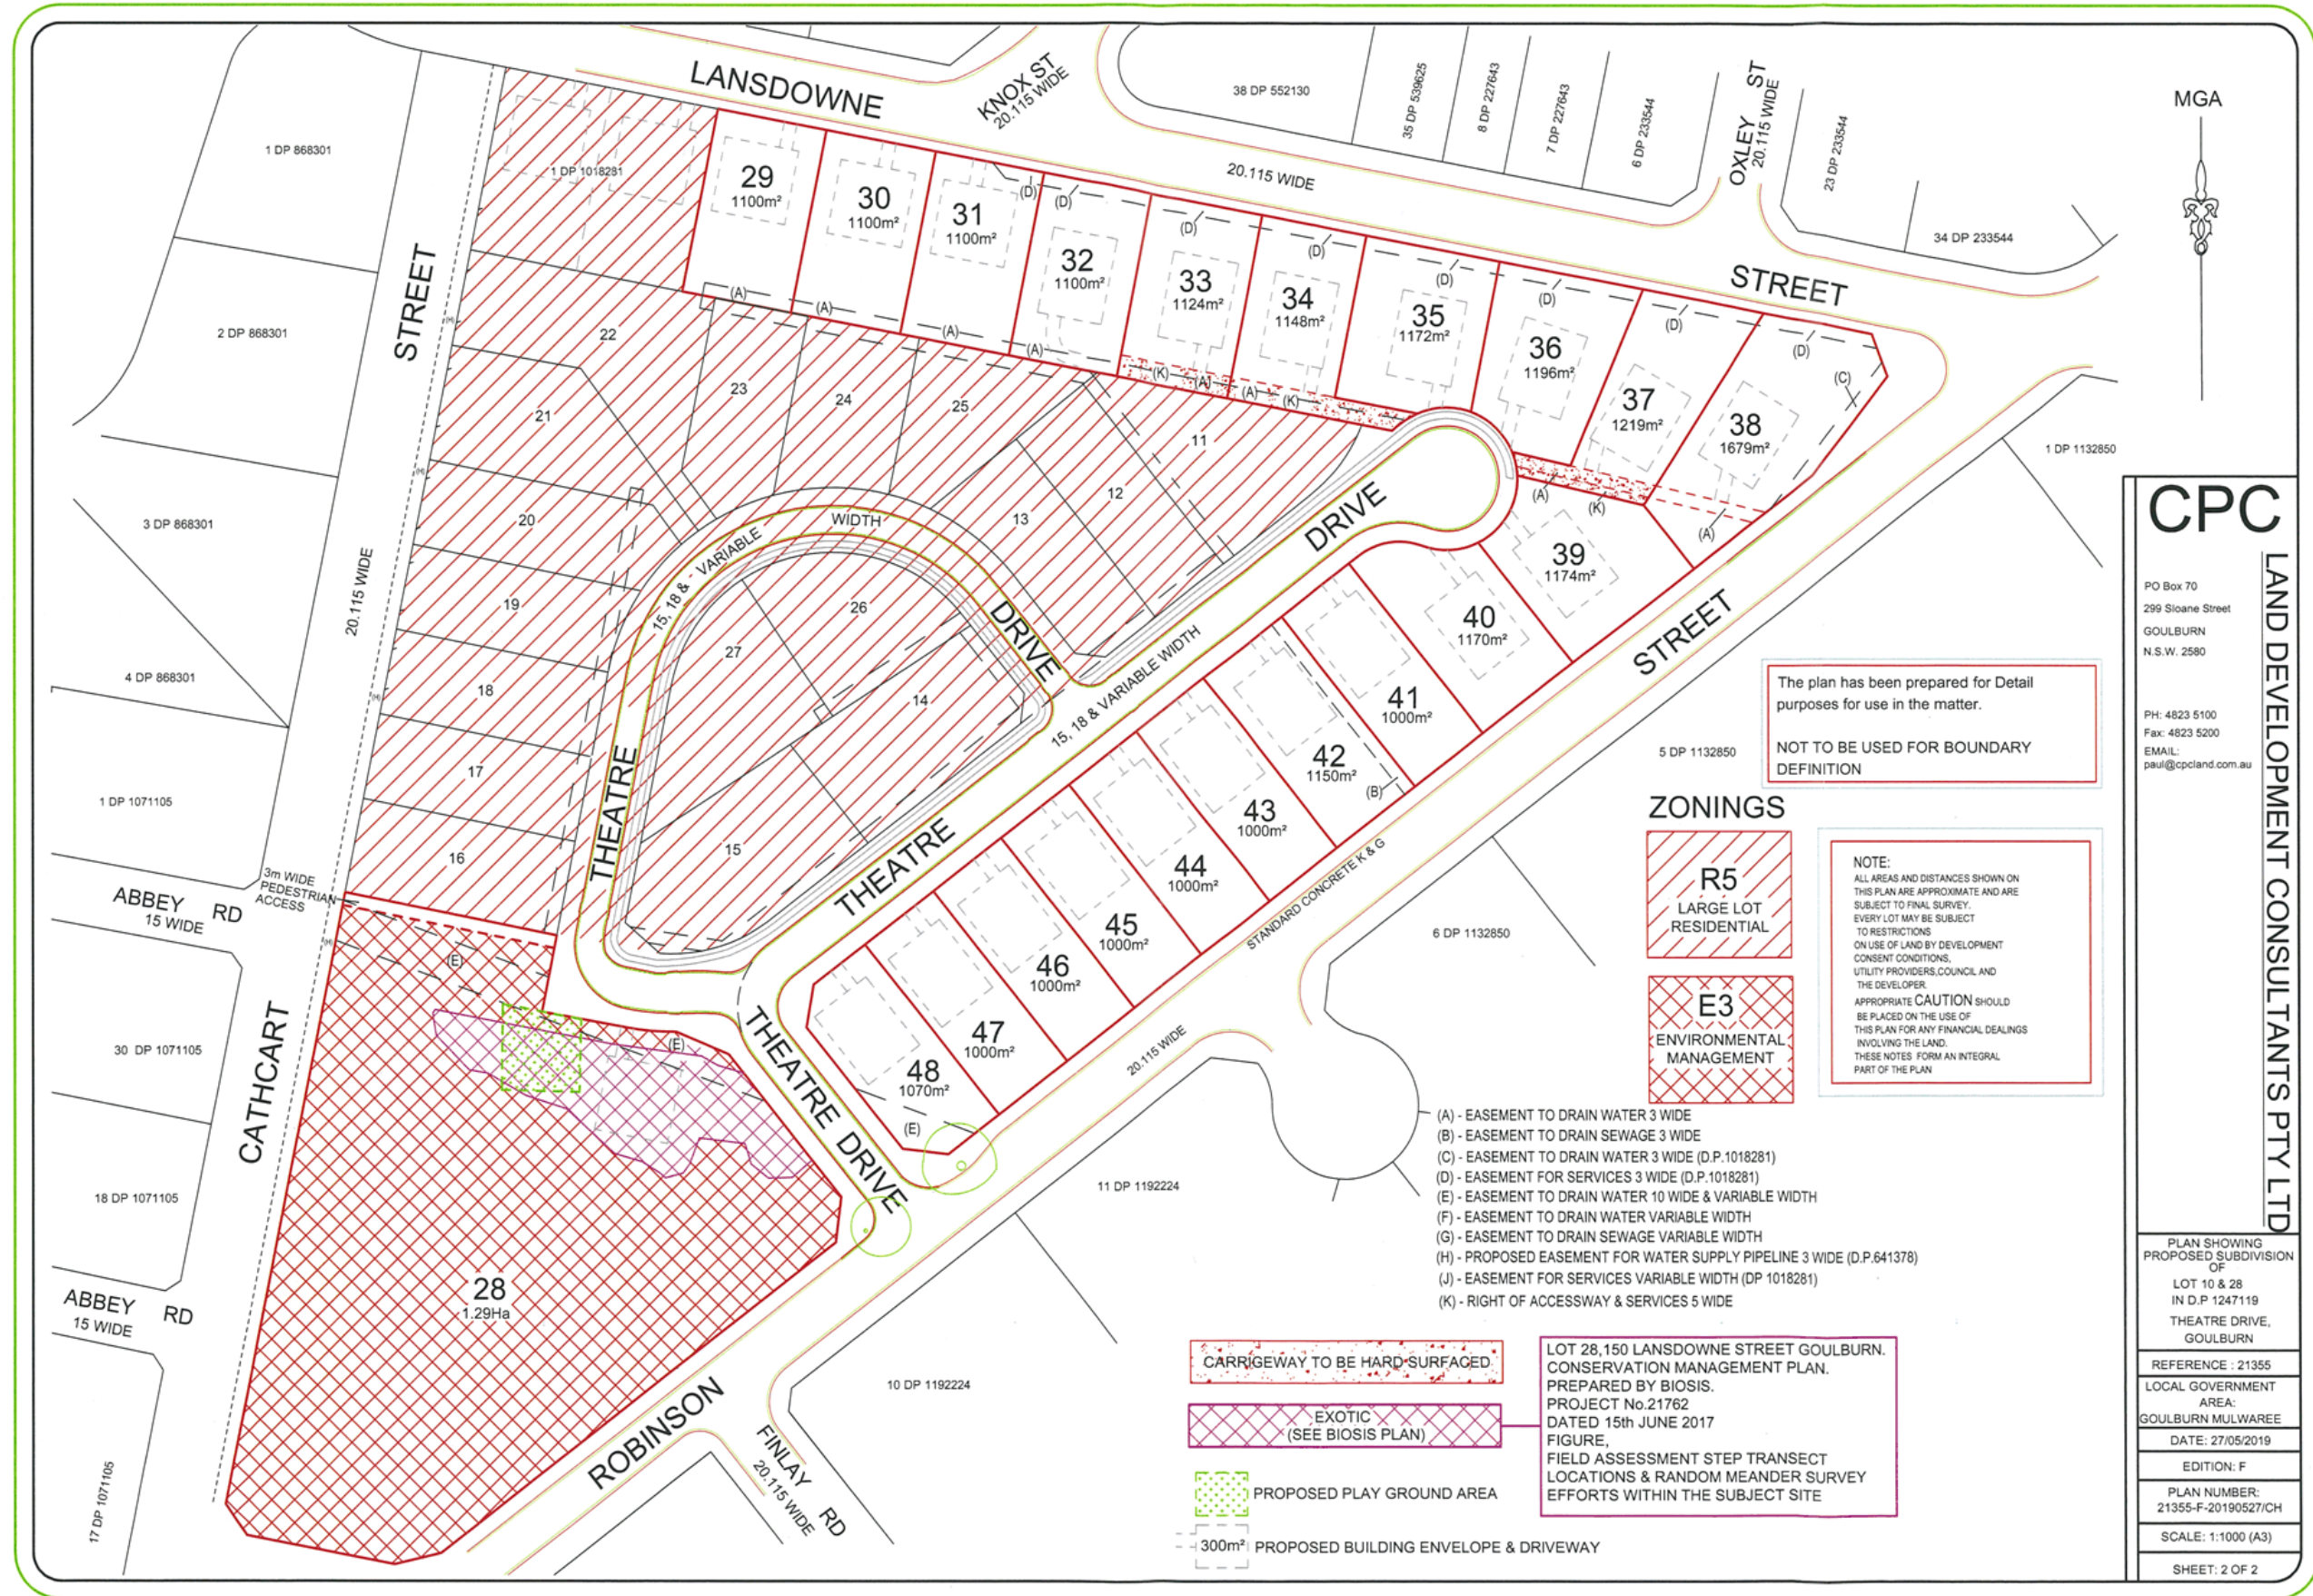 LANSDOWNE
KNOX ST
20.115 WIDE
38 DP 552130
35 DP 539625
8 DP 227643
7 DP 227643
6 DP 233544
OXLEY ST
20.115 WIDE
23 DP 233544
34 DP 233544
MGA
20.115 WIDE
STREET
1 DP 868301
2 DP 868301
3 DP 868301
4 DP 868301
1 DP 1071105
STREET
20.115 WIDE
1 DP 1018281
29
1100m²
30
1100m²
31
1100m²
32
1100m²
33
1124m²
34
1148m²
35
1172m²
36
1196m²
37
1219m²
38
1679m²
(D)
(D)
(D)
(D)
(D)
(D)
(D)
(D)
(C)
(A)
(A)
(A)
(A)
(K)
(A)
(A)
(K)
(A)
(K)
(A)
(H)
(H)
(H)
(H)
22
23
24
25
11
21
12
13
20
19
18
17
16
26
27
14
15
15, 18 & VARIABLE
WIDTH
DRIVE
THEATRE
DRIVE
15, 18 & VARIABLE WIDTH
THEATRE
39
1174m²
40
1170m²
41
1000m²
42
1150m²
(B)
43
1000m²
44
1000m²
45
1000m²
46
1000m²
47
1000m²
48
1070m²
(E)
STREET
STANDARD CONCRETE K & G
20.115 WIDE
1 DP 1132850
5 DP 1132850
6 DP 1132850
11 DP 1192224
10 DP 1192224
3m WIDE
PEDESTRIAN
ACCESS
ABBEY RD
15 WIDE
30 DP 1071105
18 DP 1071105
CATHCART
ABBEY RD
15 WIDE
17 DP 1071105
(E)
(E)
THEATRE DRIVE
28
1.29Ha
ROBINSON
FINLAY RD
20.115 WIDE
The plan has been prepared for Detail
purposes for use in the matter.
NOT TO BE USED FOR BOUNDARY
DEFINITION
ZONINGS
R5
LARGE LOT
RESIDENTIAL
E3
ENVIRONMENTAL
MANAGEMENT
NOTE:
ALL AREAS AND DISTANCES SHOWN ON
THIS PLAN ARE APPROXIMATE AND ARE
SUBJECT TO FINAL SURVEY.
EVERY LOT MAY BE SUBJECT
TO RESTRICTIONS
ON USE OF LAND BY DEVELOPMENT
CONSENT CONDITIONS,
UTILITY PROVIDERS,COUNCIL AND
THE DEVELOPER.
APPROPRIATE CAUTION SHOULD
BE PLACED ON THE USE OF
THIS PLAN FOR ANY FINANCIAL DEALINGS
INVOLVING THE LAND.
THESE NOTES FORM AN INTEGRAL
PART OF THE PLAN
(A) - EASEMENT TO DRAIN WATER 3 WIDE
(B) - EASEMENT TO DRAIN SEWAGE 3 WIDE
(C) - EASEMENT TO DRAIN WATER 3 WIDE (D.P.1018281)
(D) - EASEMENT FOR SERVICES 3 WIDE (D.P.1018281)
(E) - EASEMENT TO DRAIN WATER 10 WIDE & VARIABLE WIDTH
(F) - EASEMENT TO DRAIN WATER VARIABLE WIDTH
(G) - EASEMENT TO DRAIN SEWAGE VARIABLE WIDTH
(H) - PROPOSED EASEMENT FOR WATER SUPPLY PIPELINE 3 WIDE (D.P.641378)
(J) - EASEMENT FOR SERVICES VARIABLE WIDTH (DP 1018281)
(K) - RIGHT OF ACCESSWAY & SERVICES 5 WIDE
CARRIGEWAY TO BE HARD SURFACED
EXOTIC
(SEE BIOSIS PLAN)
PROPOSED PLAY GROUND AREA
300m² PROPOSED BUILDING ENVELOPE & DRIVEWAY
LOT 28,150 LANSDOWNE STREET GOULBURN.
CONSERVATION MANAGEMENT PLAN.
PREPARED BY BIOSIS.
PROJECT No.21762
DATED 15th JUNE 2017
FIGURE,
FIELD ASSESSMENT STEP TRANSECT
LOCATIONS & RANDOM MEANDER SURVEY
EFFORTS WITHIN THE SUBJECT SITE
CPC
LAND DEVELOPMENT CONSULTANTS PTY LTD
PO Box 70
299 Sloane Street
GOULBURN
N.S.W. 2580
PH: 4823 5100
Fax: 4823 5200
EMAIL:
paul@cpcland.com.au
PLAN SHOWING
PROPOSED SUBDIVISION
OF
LOT 10 & 28
IN D.P 1247119
THEATRE DRIVE,
GOULBURN
REFERENCE : 21355
LOCAL GOVERNMENT
AREA:
GOULBURN MULWAREE
DATE: 27/05/2019
EDITION: F
PLAN NUMBER:
21355-F-20190527/CH
SCALE: 1:1000 (A3)
SHEET: 2 OF 2